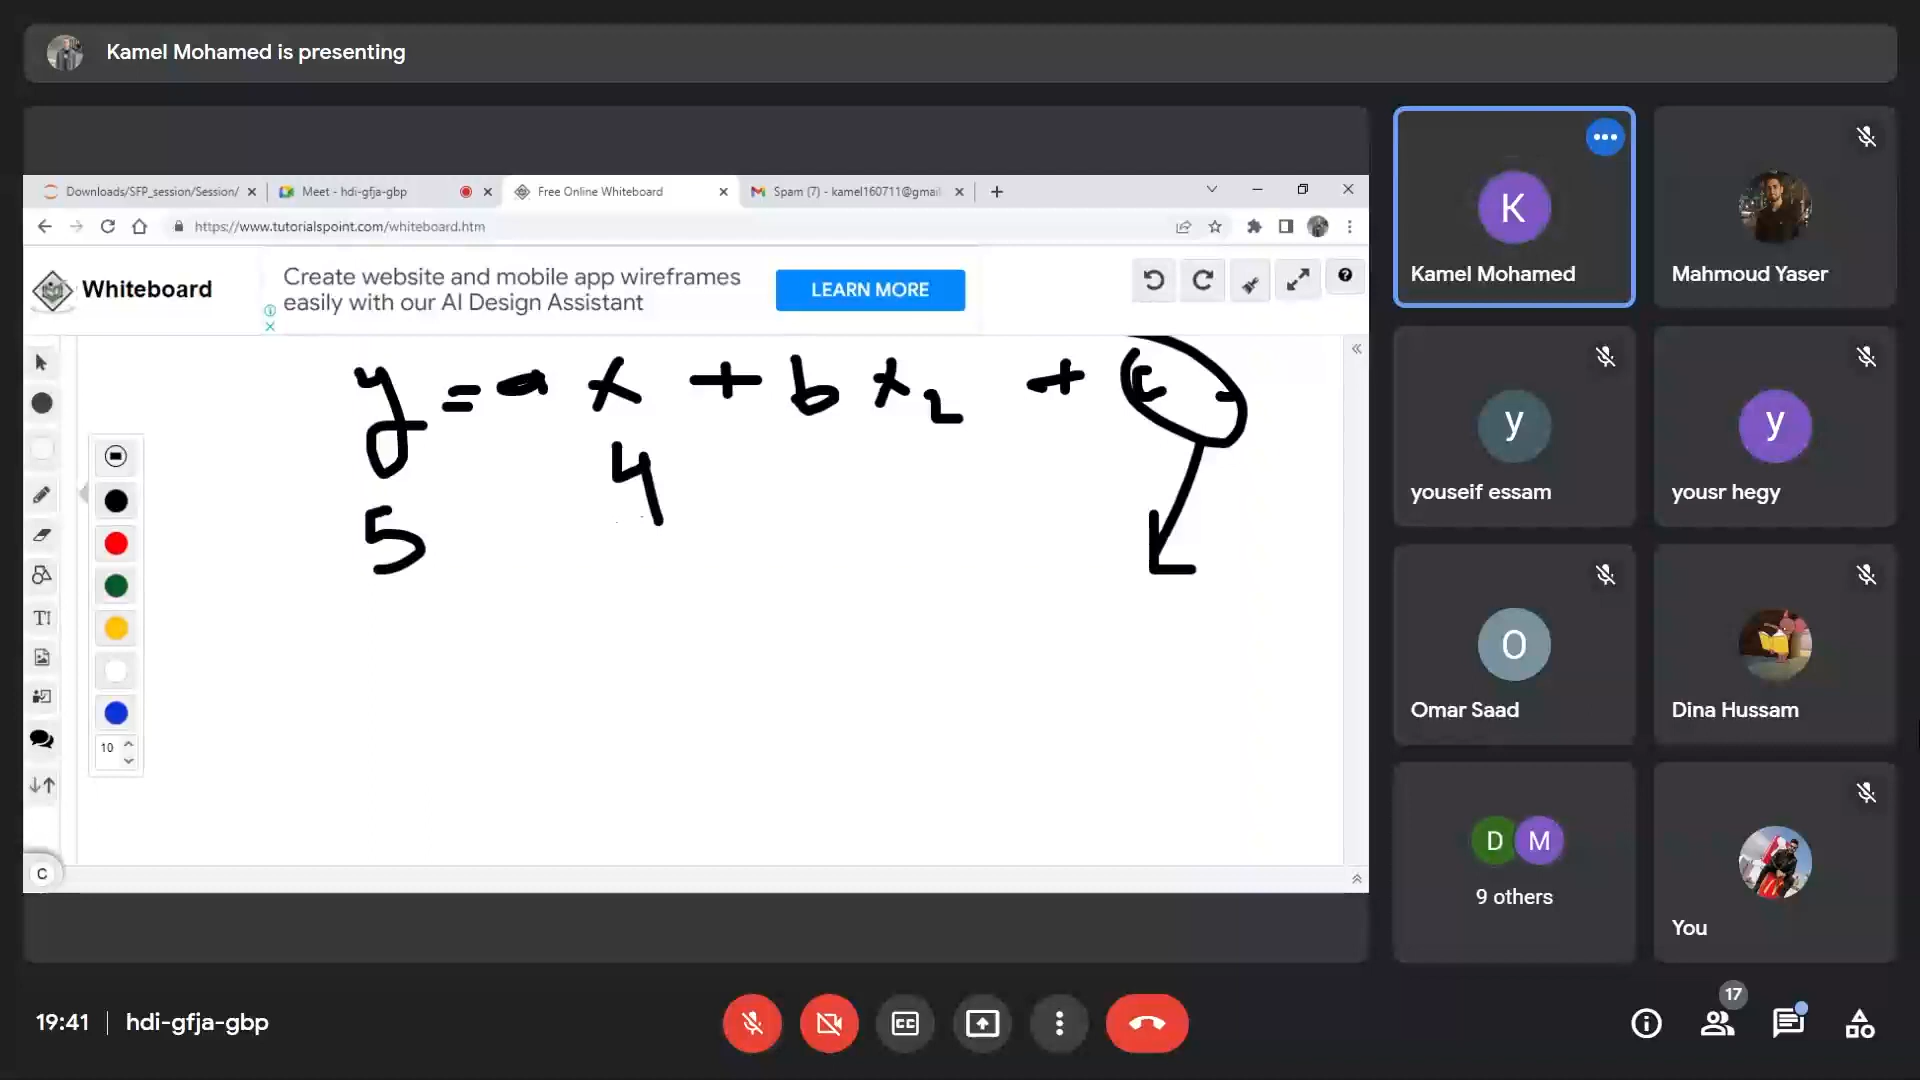 Kamel Mohamed is presenting
Downloads/SFP_session/Session/
Meet - hdi-gfja-gbp
Free Online Whiteboard
Spam (7) - kamel160711@gmai
https://www.tutorialspoint.com/whiteboard.htm
Whiteboard
Create website and mobile app wireframes
easily with our AI Design Assistant
LEARN MORE
y = a x + b x2 + c
4
5
10
C
K
Kamel Mohamed
Mahmoud Yaser
y
youseif essam
y
yousr hegy
O
Omar Saad
Dina Hussam
D M
9 others
You
19:41 | hdi-gfja-gbp
CC
17